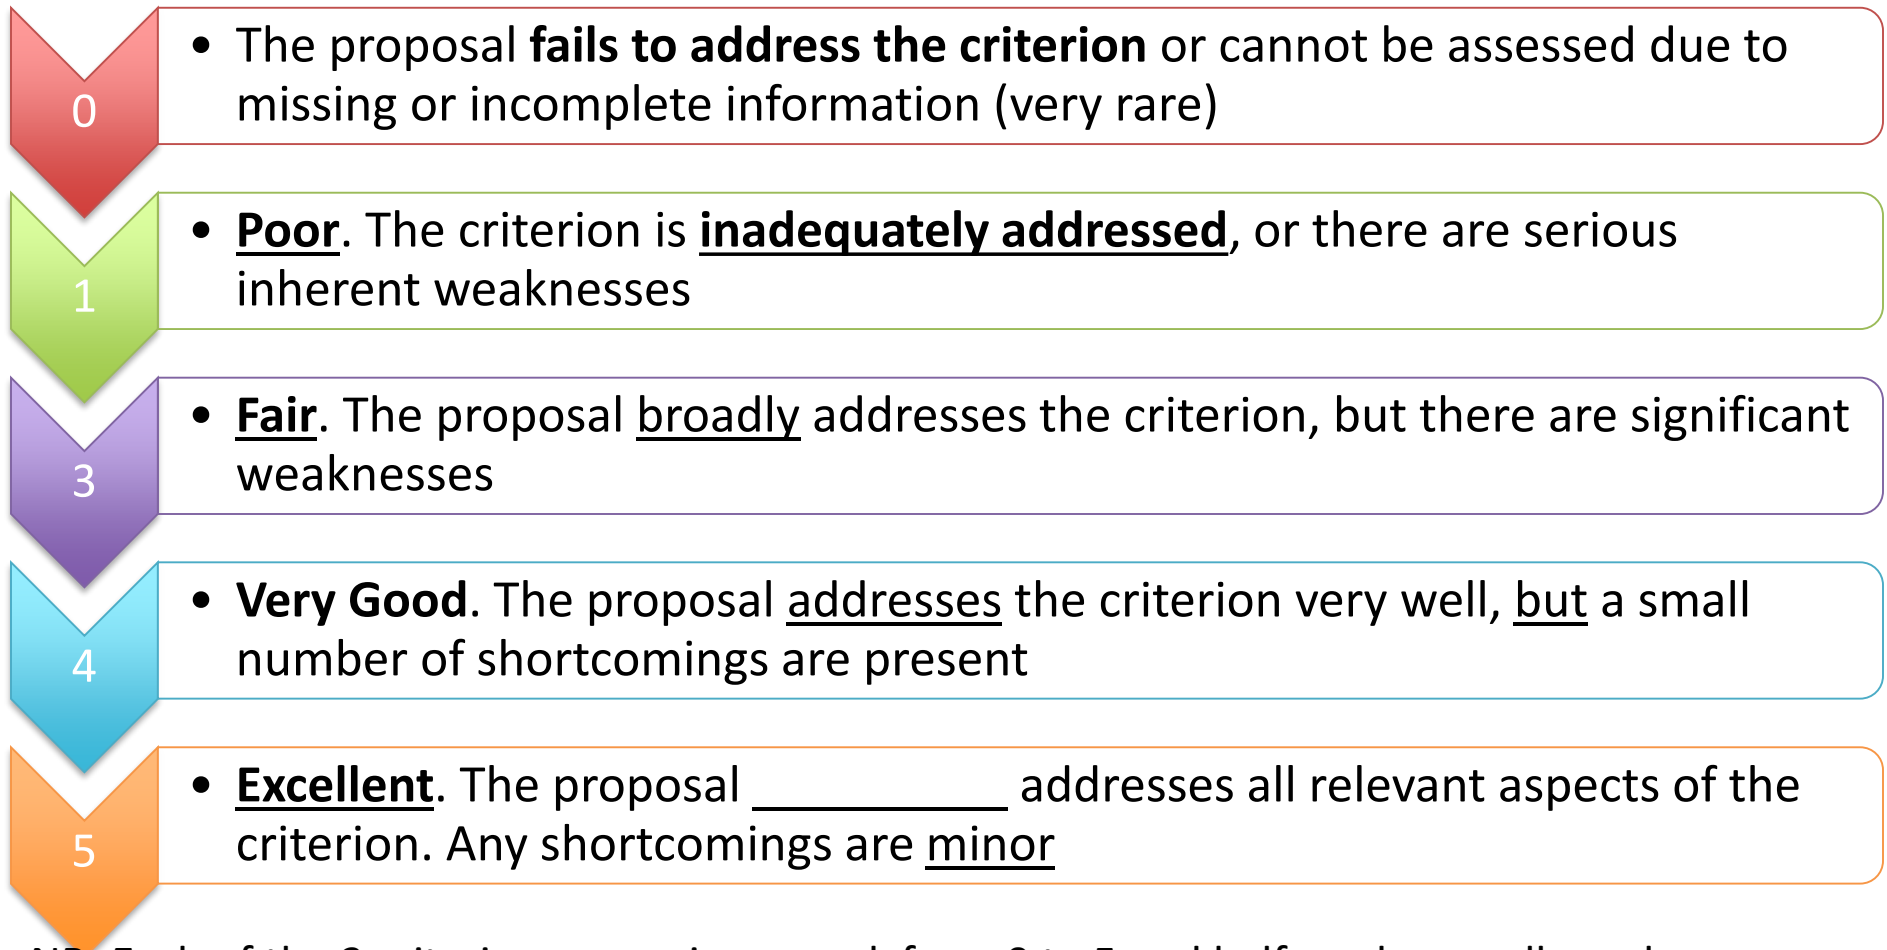 0
• The proposal fails to address the criterion or cannot be assessed due to
missing or incomplete information (very rare)
1
• Poor. The criterion is inadequately addressed, or there are serious
inherent weaknesses
3
• Fair. The proposal broadly addresses the criterion, but there are significant
weaknesses
4
• Very Good. The proposal addresses the criterion very well, but a small
number of shortcomings are present
5
• Excellent. The proposal __________ addresses all relevant aspects of the
criterion. Any shortcomings are minor